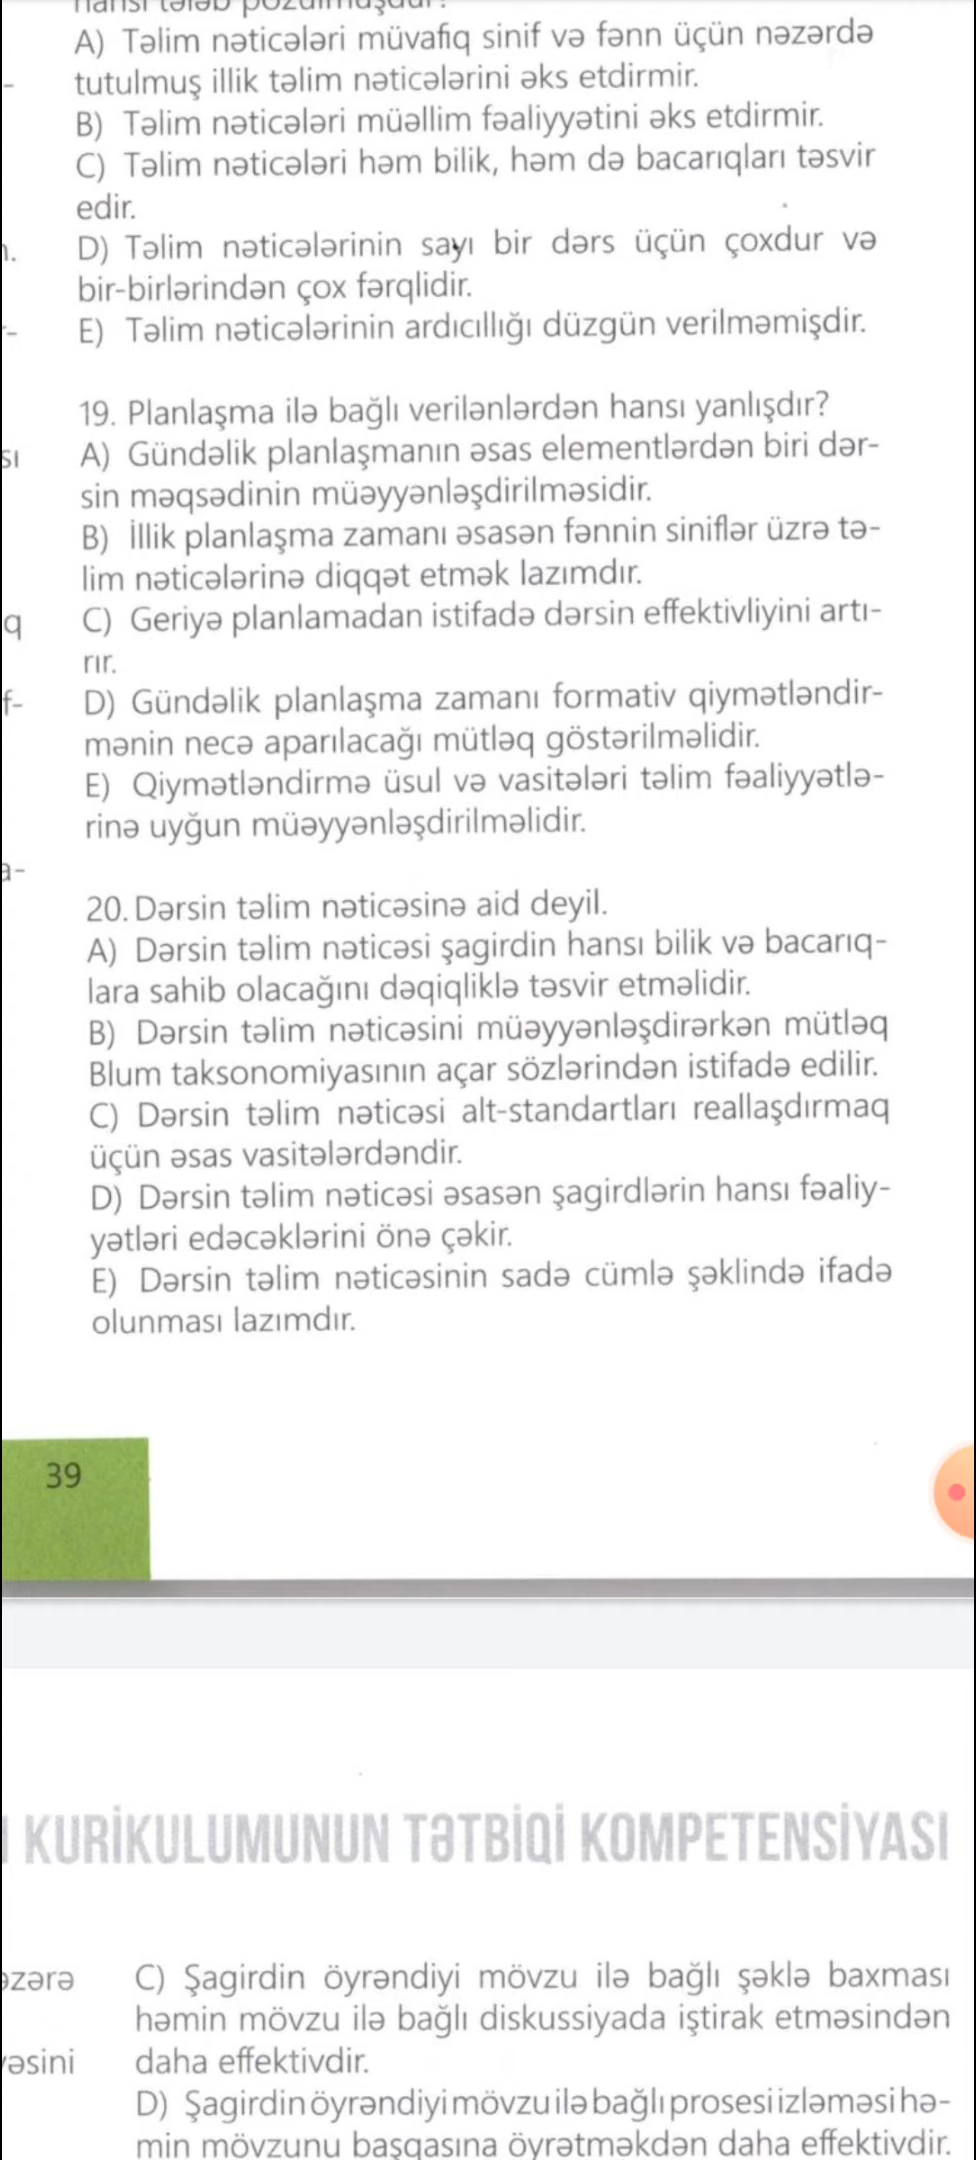 hansı tələb pozulmuşdur?
A) Təlim nəticələri müvafiq sinif və fənn üçün nəzərdə
tutulmuş illik təlim nəticələrini əks etdirmir.
B) Təlim nəticələri müəllim fəaliyyətini əks etdirmir.
C) Təlim nəticələri həm bilik, həm də bacarıqları təsvir
edir.
D) Təlim nəticələrinin sayı bir dərs üçün çoxdur və
bir-birlərindən çox fərqlidir.
E) Təlim nəticələrinin ardıcıllığı düzgün verilməmişdir.
19. Planlaşma ilə bağlı verilənlərdən hansı yanlışdır?
A) Gündəlik planlaşmanın əsas elementlərdən biri dər-
sin məqsədinin müəyyənləşdirilməsidir.
B) İllik planlaşma zamanı əsasən fənnin siniflər üzrə tə-
lim nəticələrinə diqqət etmək lazımdır.
C) Geriyə planlamadan istifadə dərsin effektivliyini artı-
rır.
D) Gündəlik planlaşma zamanı formativ qiymətləndir-
mənin necə aparılacağı mütləq göstərilməlidir.
E) Qiymətləndirmə üsul və vasitələri təlim fəaliyyətlə-
rinə uyğun müəyyənləşdirilməlidir.
20. Dərsin təlim nəticəsinə aid deyil.
A) Dərsin təlim nəticəsi şagirdin hansı bilik və bacarıq-
lara sahib olacağını dəqiqliklə təsvir etməlidir.
B) Dərsin təlim nəticəsini müəyyənləşdirərkən mütləq
Blum taksonomiyasının açar sözlərindən istifadə edilir.
C) Dərsin təlim nəticəsi alt-standartları reallaşdırmaq
üçün əsas vasitələrdəndir.
D) Dərsin təlim nəticəsi əsasən şagirdlərin hansı fəaliy-
yətləri edəcəklərini önə çəkir.
E) Dərsin təlim nəticəsinin sadə cümlə şəklində ifadə
olunması lazımdır.
39
KURİKULUMUNUN TƏTBİQİ KOMPETENSİYASI
C) Şagirdin öyrəndiyi mövzu ilə bağlı şəklə baxması
həmin mövzu ilə bağlı diskussiyada iştirak etməsindən
daha effektivdir.
D) Şagirdin öyrəndiyi mövzu ilə bağlı prosesi izləməsi hə-
min mövzunu başqasına öyrətməkdən daha effektivdir.